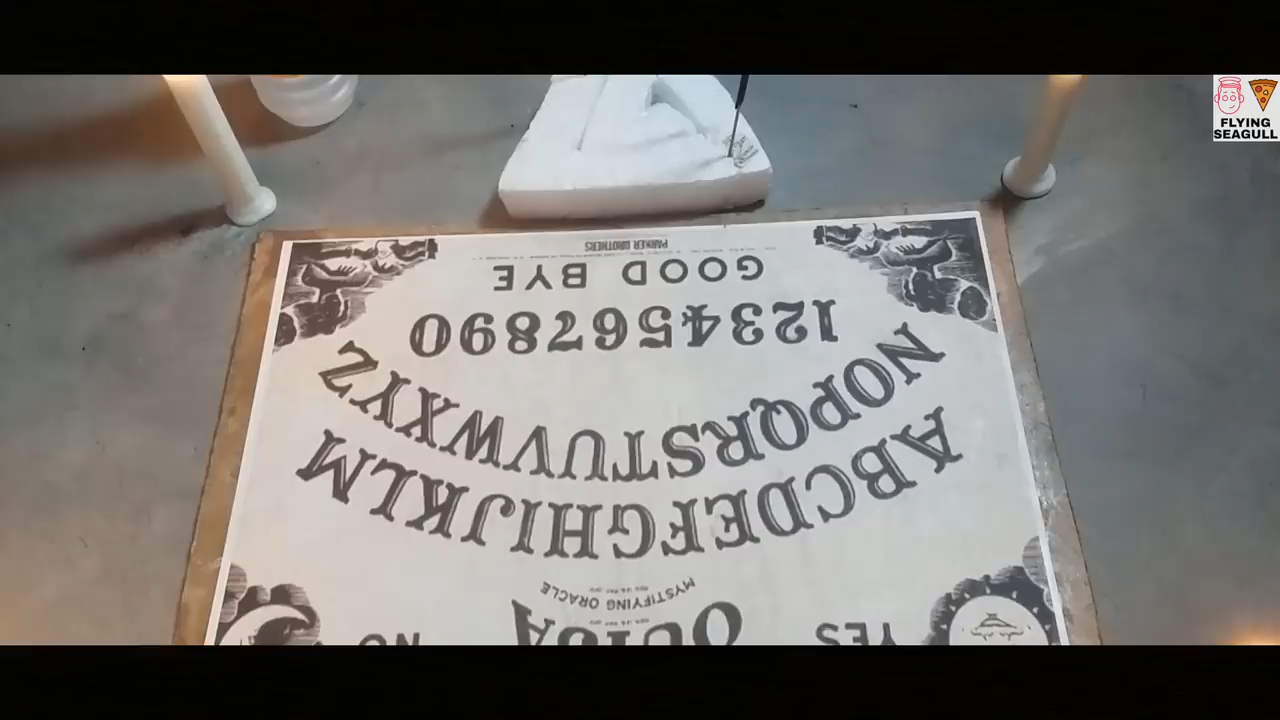 FLYING
SEAGULL
OUIJA
MYSTIFYING ORACLE
YES
NO
ABCDEFGHIJKLM
NOPQRSTUVWXYZ
1234567890
GOOD BYE
PARKER BROTHERS